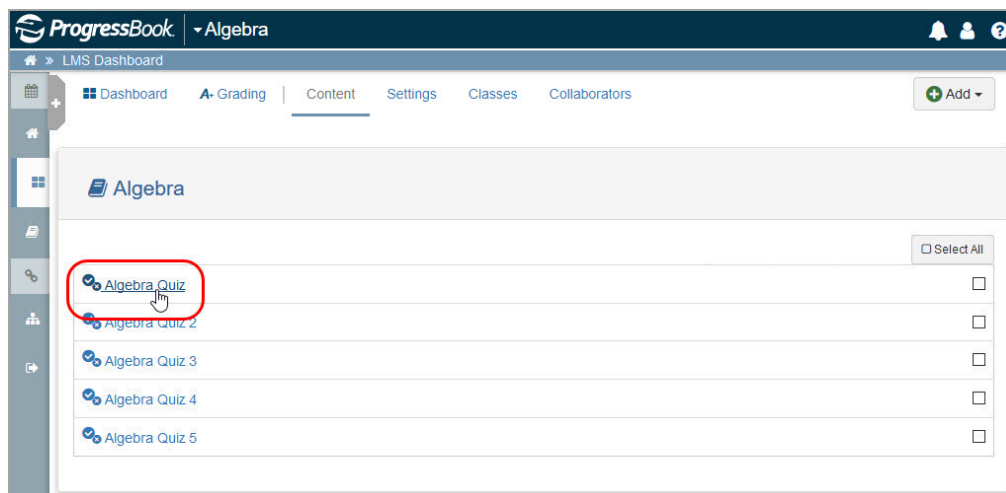 ProgressBook. Algebra
» LMS Dashboard
Dashboard A+ Grading Content Settings Classes Collaborators Add
Algebra
Select All
Algebra Quiz
Algebra Quiz 2
Algebra Quiz 3
Algebra Quiz 4
Algebra Quiz 5